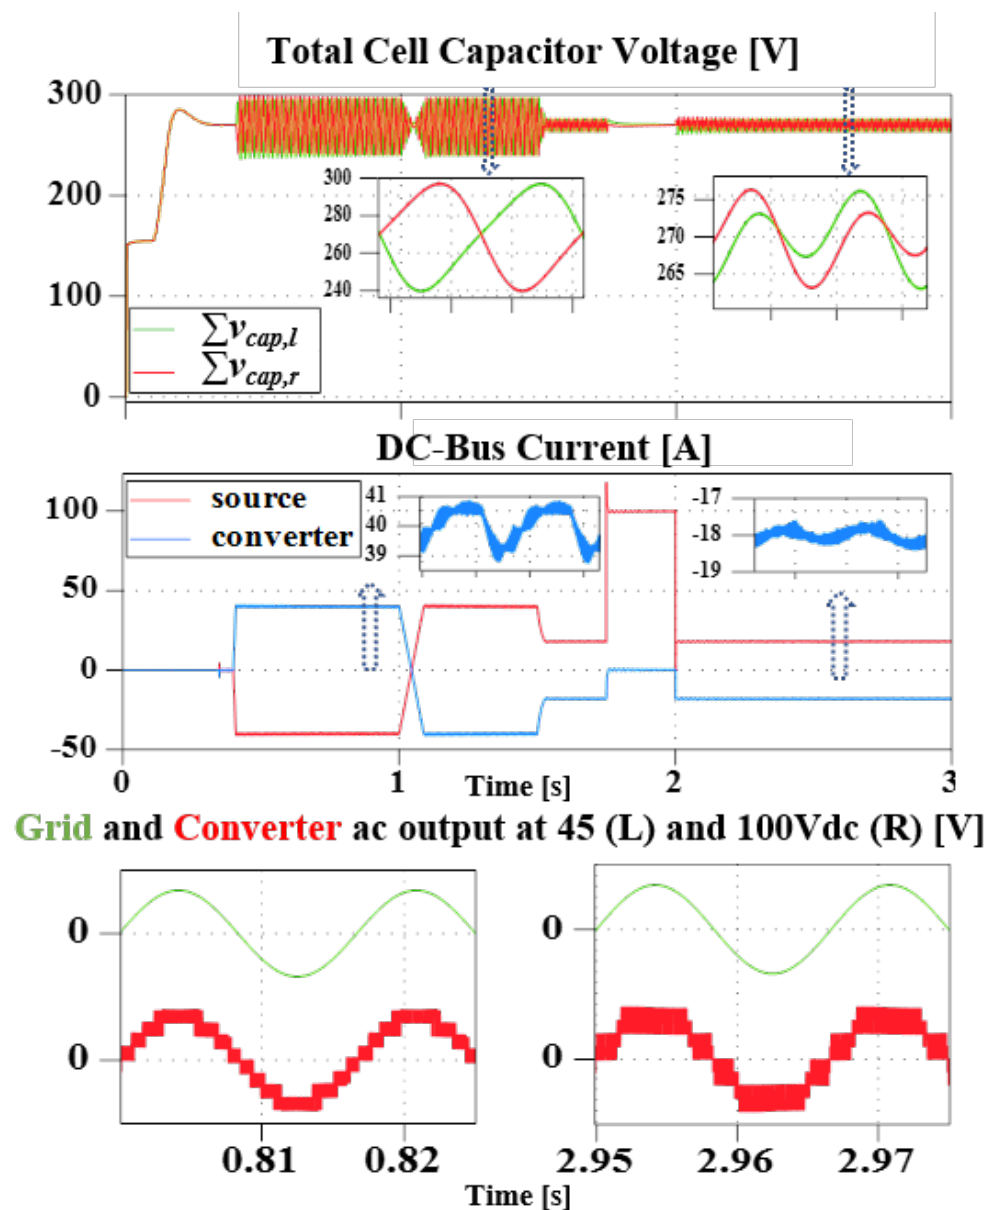 Total Cell Capacitor Voltage [V]
300
200
100
0
300
280
260
240
275
270
265
∑v_cap,l
∑v_cap,r
DC-Bus Current [A]
100
50
0
-50
source
converter
41
40
39
-17
-18
-19
0 1 2 3
Time [s]
Grid and Converter ac output at 45 (L) and 100Vdc (R) [V]
0
0
0
0
0.81 0.82
2.95 2.96 2.97
Time [s]